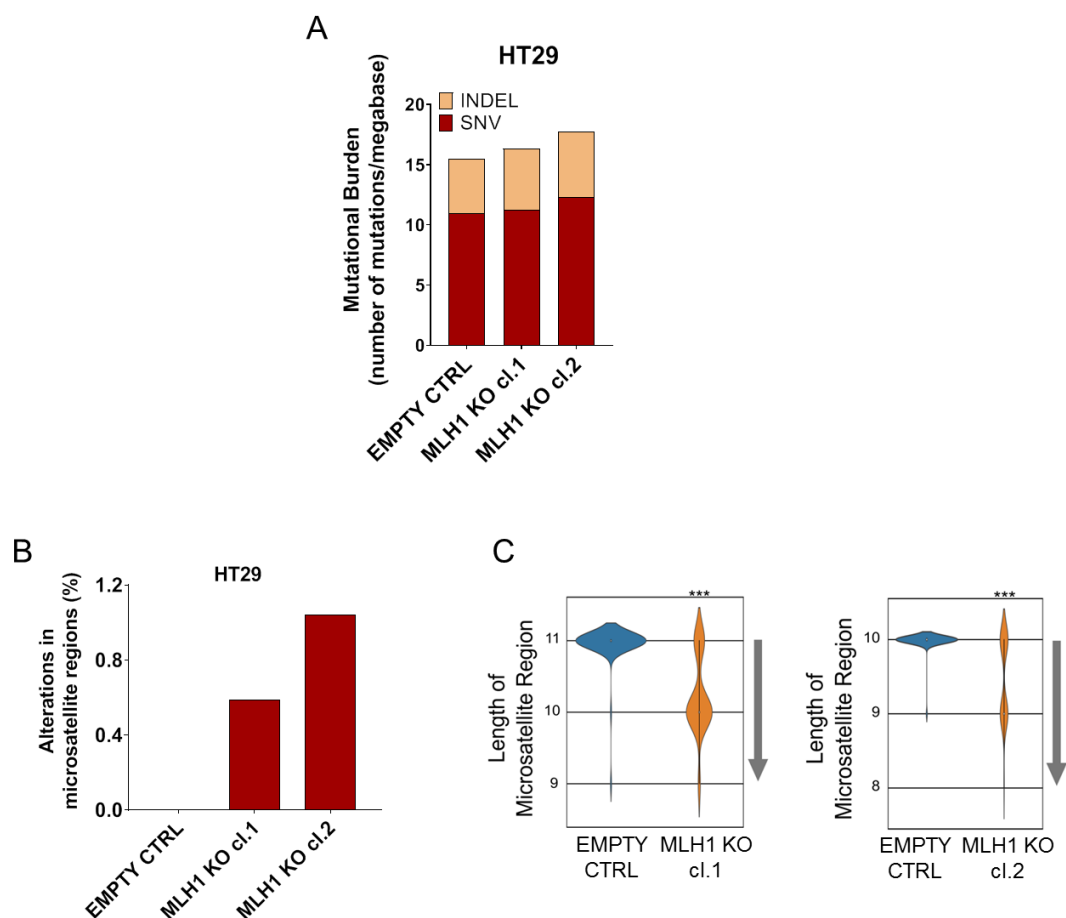 A
HT29
INDEL
SNV
Mutational Burden
(number of mutations/megabase)
20
15
10
5
0
EMPTY CTRL
MLH1 KO cl.1
MLH1 KO cl.2
B
HT29
Alterations in
microsatellite regions (%)
1.2
0.8
0.4
0.0
EMPTY CTRL
MLH1 KO cl.1
MLH1 KO cl.2
C
***
Length of
Microsatellite Region
11
10
9
EMPTY
CTRL
MLH1 KO
cl.1
***
Length of
Microsatellite Region
10
9
8
EMPTY
CTRL
MLH1 KO
cl.2